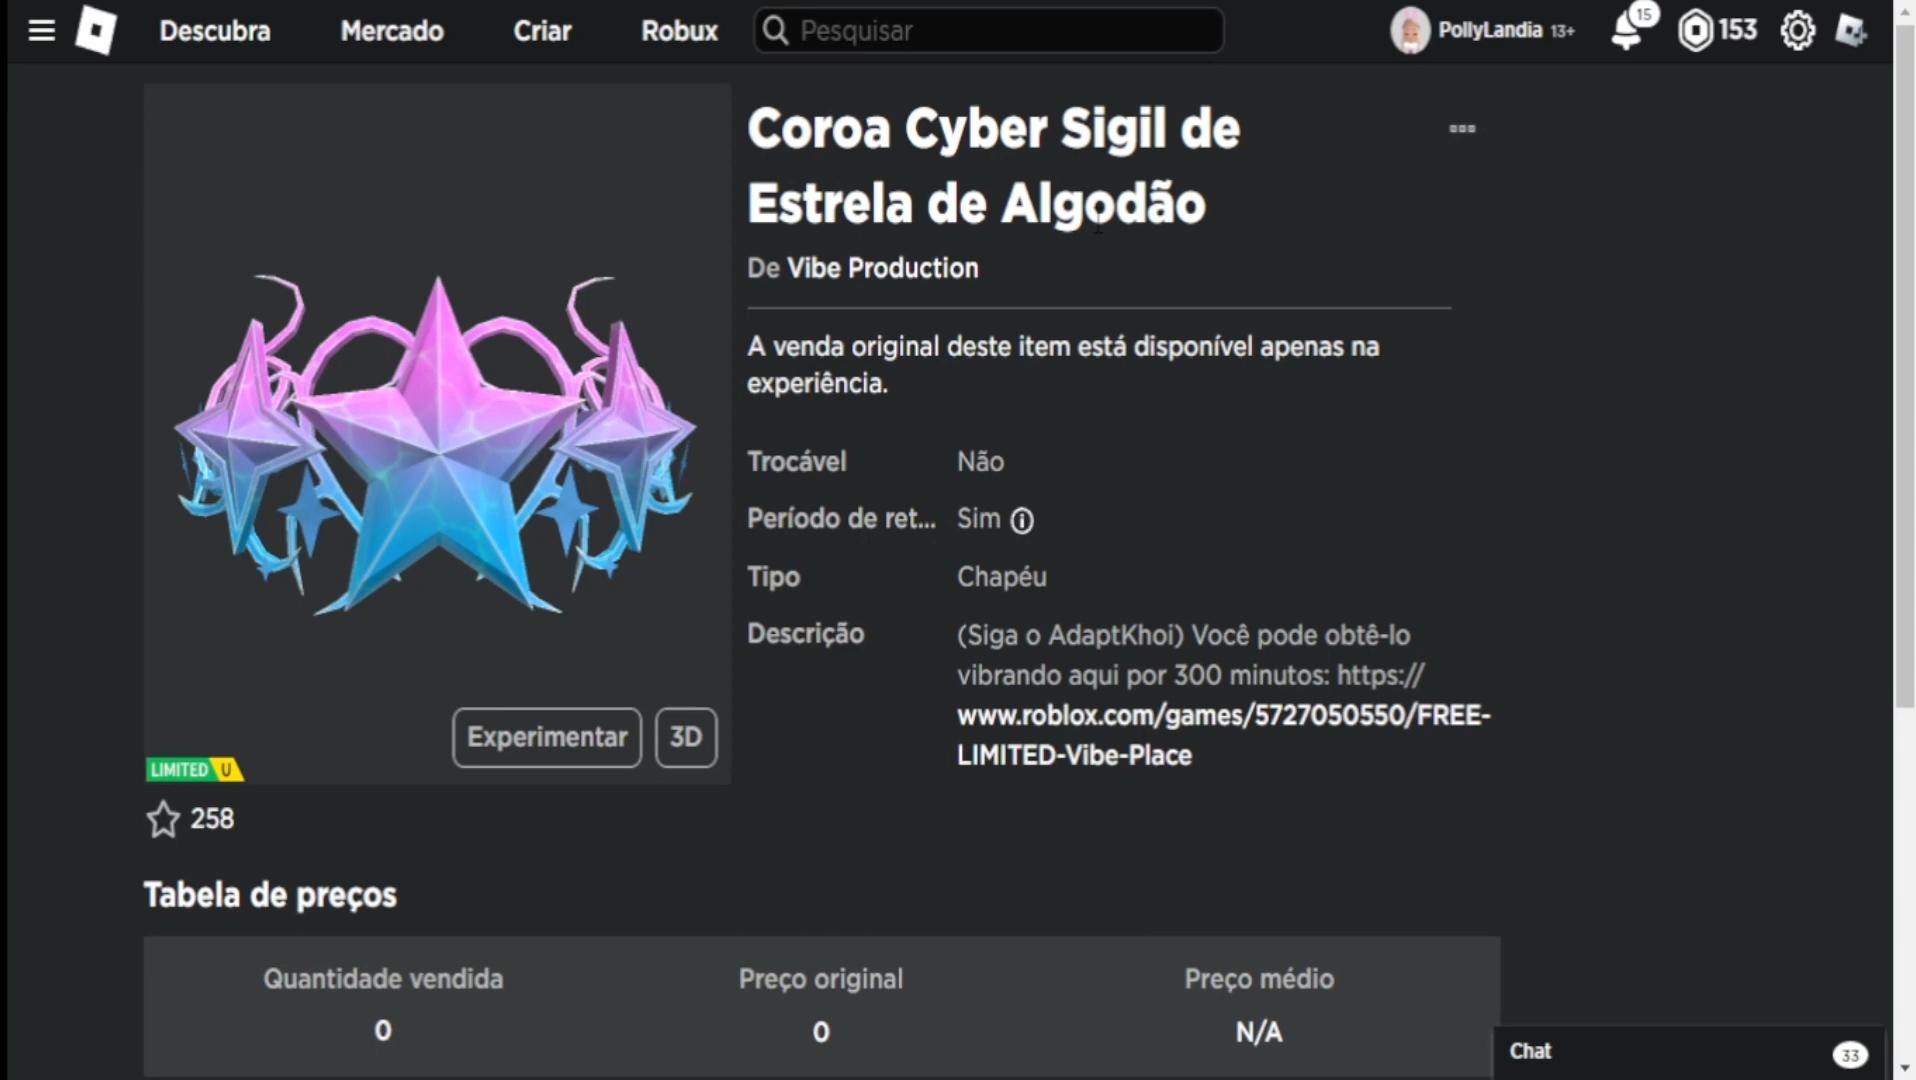 Descubra
Mercado
Criar
Robux
Pesquisar
PollyLandia 13+
15
153
Coroa Cyber Sigil de
Estrela de Algodão
De Vibe Production
A venda original deste item está disponível apenas na
experiência.
Trocável Não
Período de ret... Sim
Tipo Chapéu
Descrição (Siga o AdaptKhoi) Você pode obtê-lo
vibrando aqui por 300 minutos: https://
www.roblox.com/games/5727050550/FREE-
LIMITED-Vibe-Place
Experimentar
3D
LIMITED U
258
Tabela de preços
Quantidade vendida
0
Preço original
0
Preço médio
N/A
Chat
33